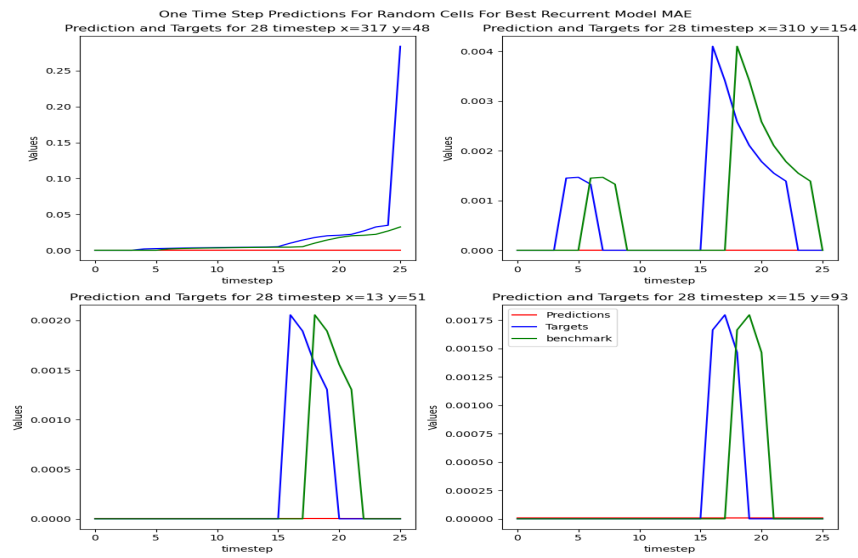 One Time Step Predictions For Random Cells For Best Recurrent Model MAE
Prediction and Targets for 28 timestep x=317 y=48
0.25
0.20
0.15
0.10
0.05
0.00
Values
0 5 10 15 20 25
timestep
Prediction and Targets for 28 timestep x=310 y=154
0.004
0.003
0.002
0.001
0.000
Values
0 5 10 15 20 25
timestep
Prediction and Targets for 28 timestep x=13 y=51
0.0020
0.0015
0.0010
0.0005
0.0000
Values
0 5 10 15 20 25
timestep
Prediction and Targets for 28 timestep x=15 y=93
Predictions
Targets
benchmark
0.00175
0.00150
0.00125
0.00100
0.00075
0.00050
0.00025
0.00000
Values
0 5 10 15 20 25
timestep